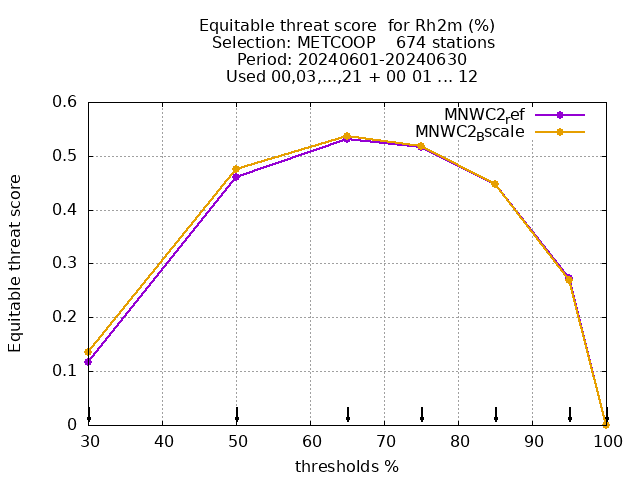 Equitable threat score  for Rh2m (%)
Selection: METCOOP    674 stations
Period: 20240601-20240630
Used 00,03,...,21 + 00 01 ... 12
MNWC2ref
MNWC2Bscale
Equitable threat score
0.6
0.5
0.4
0.3
0.2
0.1
0
30 40 50 60 70 80 90 100
thresholds %